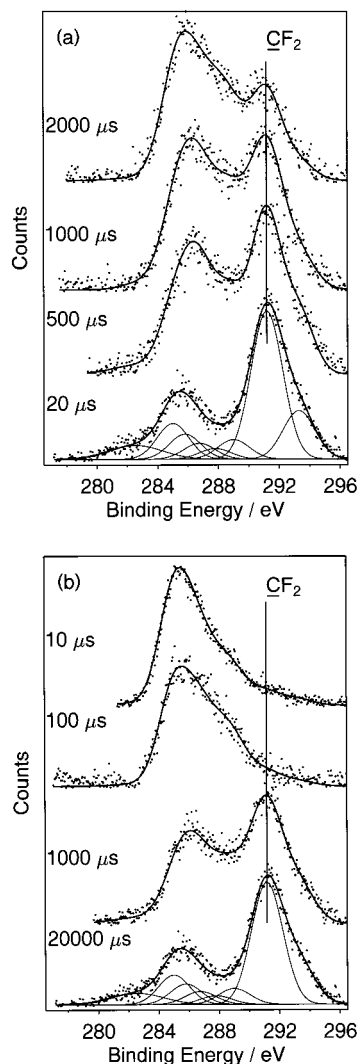 (a)
CF2
2000 μs
1000 μs
500 μs
20 μs
Counts
280 284 288 292 296
Binding Energy / eV
(b)
CF2
10 μs
100 μs
1000 μs
20000 μs
Counts
280 284 288 292 296
Binding Energy / eV